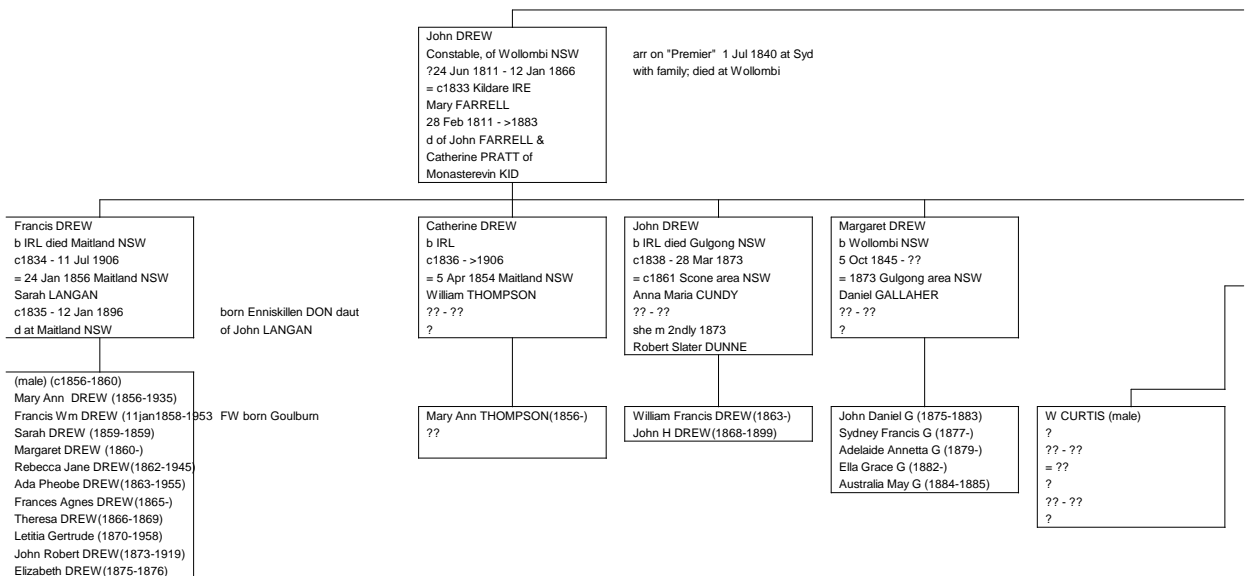 John DREW
Constable, of Wollombi NSW
?24 Jun 1811 - 12 Jan 1866
= c1833 Kildare IRE
Mary FARRELL
28 Feb 1811 - >1883
d of John FARRELL &
Catherine PRATT of
Monasterevin KID
arr on "Premier" 1 Jul 1840 at Syd
with family; died at Wollombi
Francis DREW
b IRL died Maitland NSW
c1834 - 11 Jul 1906
= 24 Jan 1856 Maitland NSW
Sarah LANGAN
c1835 - 12 Jan 1896
d at Maitland NSW
born Enniskillen DON daut
of John LANGAN
Catherine DREW
b IRL
c1836 - >1906
= 5 Apr 1854 Maitland NSW
William THOMPSON
?? - ??
?
John DREW
b IRL died Gulgong NSW
c1838 - 28 Mar 1873
= c1861 Scone area NSW
Anna Maria CUNDY
?? - ??
she m 2ndly 1873
Robert Slater DUNNE
Margaret DREW
b Wollombi NSW
5 Oct 1845 - ??
= 1873 Gulgong area NSW
Daniel GALLAHER
?? - ??
?
(male) (c1856-1860)
Mary Ann DREW (1856-1935)
Francis Wm DREW (11jan1858-1953
Sarah DREW (1859-1859)
Margaret DREW (1860-)
Rebecca Jane DREW(1862-1945)
Ada Pheobe DREW(1863-1955)
Frances Agnes DREW(1865-)
Theresa DREW(1866-1869)
Letitia Gertrude (1870-1958)
John Robert DREW(1873-1919)
Elizabeth DREW(1875-1876)
FW born Goulburn
Mary Ann THOMPSON(1856-)
??
William Francis DREW(1863-)
John H DREW(1868-1899)
John Daniel G (1875-1883)
Sydney Francis G (1877-)
Adelaide Annetta G (1879-)
Ella Grace G (1882-)
Australia May G (1884-1885)
W CURTIS (male)
?
?? - ??
= ??
?
?? - ??
?